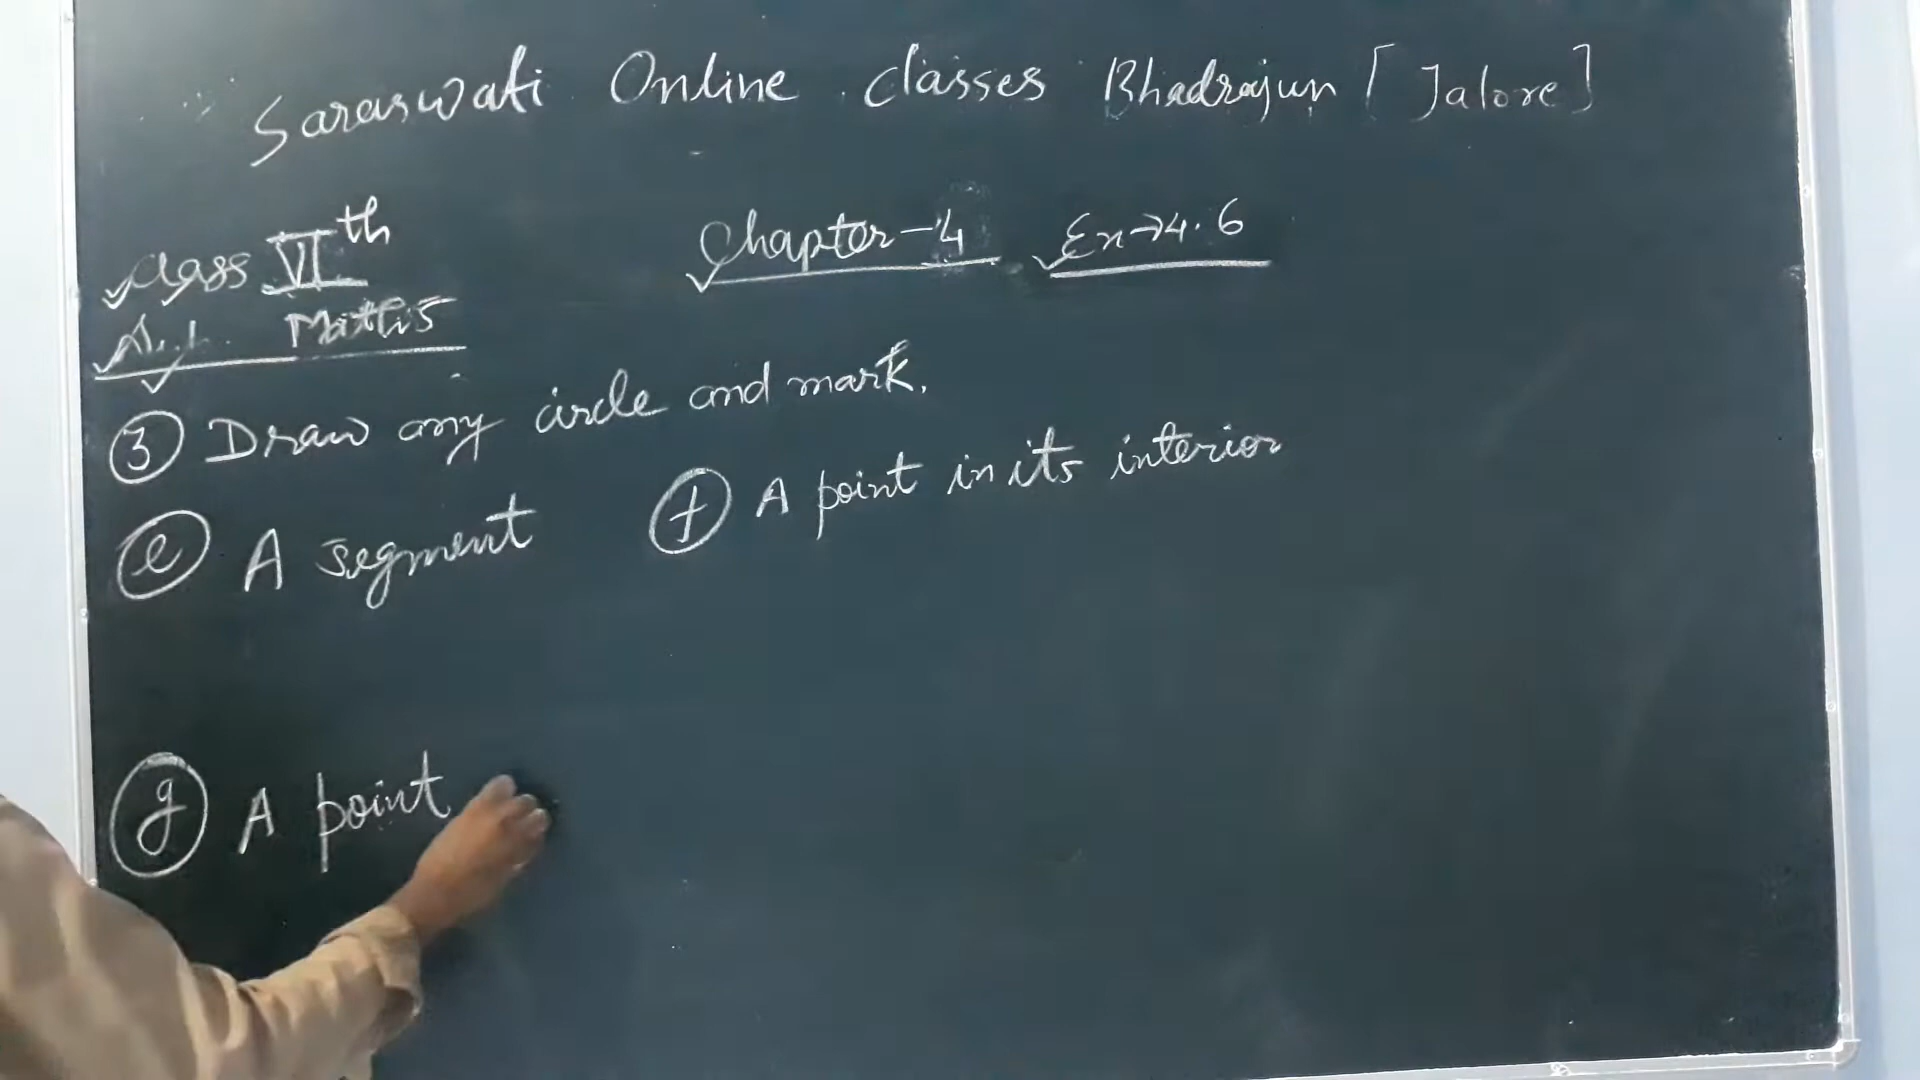 Saraswati Online Classes Bhadrajun [Jalore]
Class VIth Chapter-4 Ex→4.6
Maths
③ Draw any circle and mark.
ⓔ A segment ⓕ A point in its interior
ⓖ A point